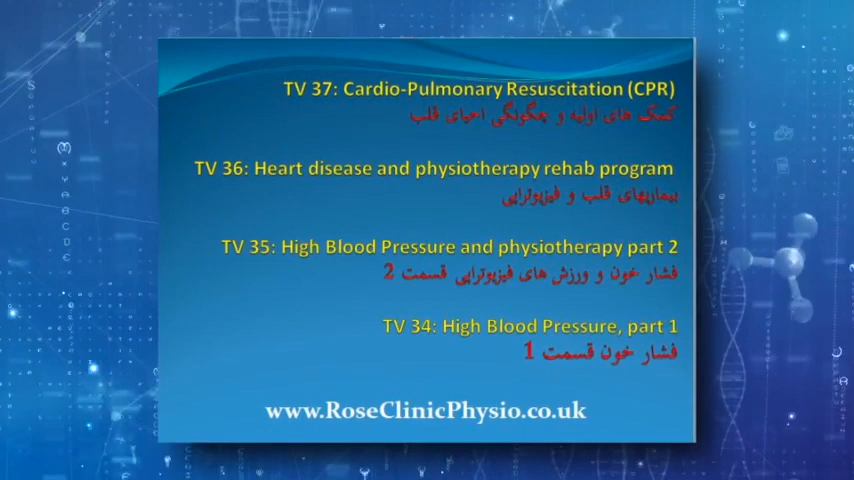 TV 37: Cardio-Pulmonary Resuscitation (CPR)
کمک های اولیه و چگونگی احیای قلب
TV 36: Heart disease and physiotherapy rehab program
بیماریهای قلب و فیزیوتراپی
TV 35: High Blood Pressure and physiotherapy part 2
فشار خون و ورزش های فیزیوتراپی قسمت 2
TV 34: High Blood Pressure, part 1
فشار خون قسمت 1
www.RoseClinicPhysio.co.uk